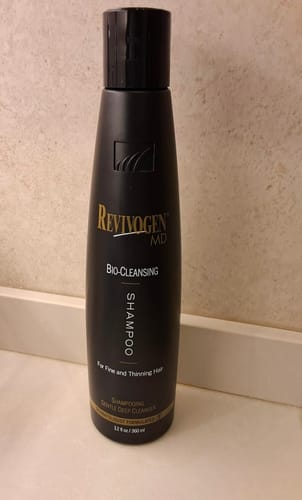 REVIVOGEN
MD
BIO-CLEANSING
SHAMPOO
For Fine and Thinning Hair
SHAMPOOING
GENTLE DEEP CLEANSER
12 fl oz / 360 ml